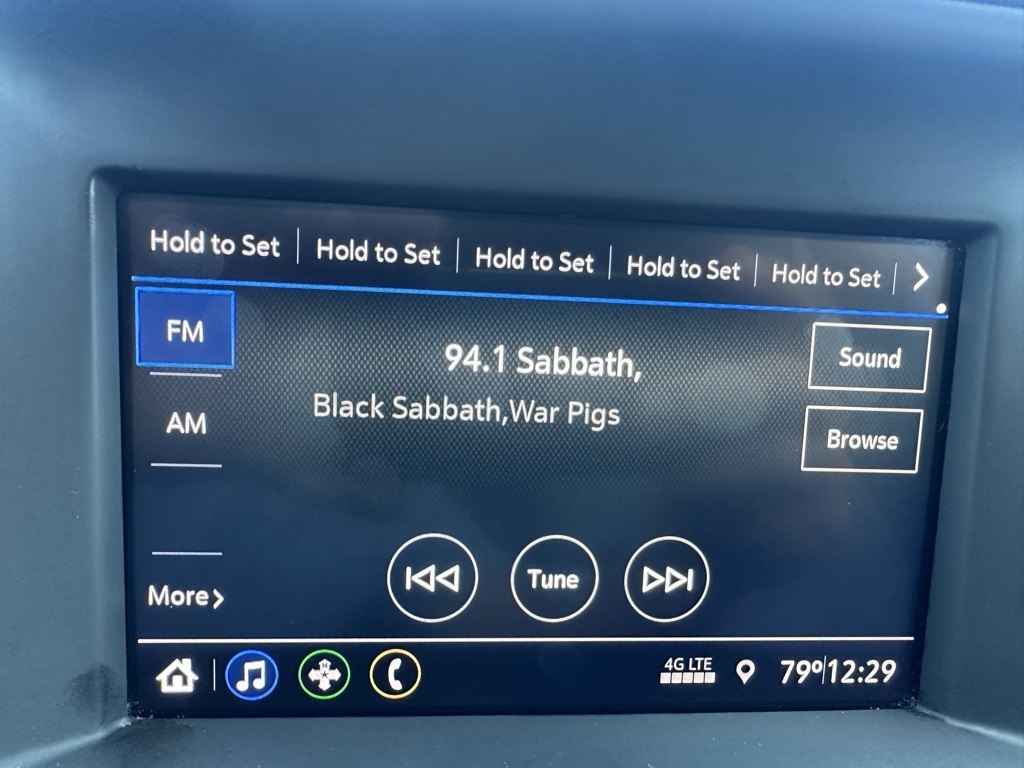 Hold to Set Hold to Set Hold to Set Hold to Set Hold to Set
FM
94.1 Sabbath,
Sound
Black Sabbath,War Pigs
AM
Browse
Tune
More
4G LTE
79° 12:29